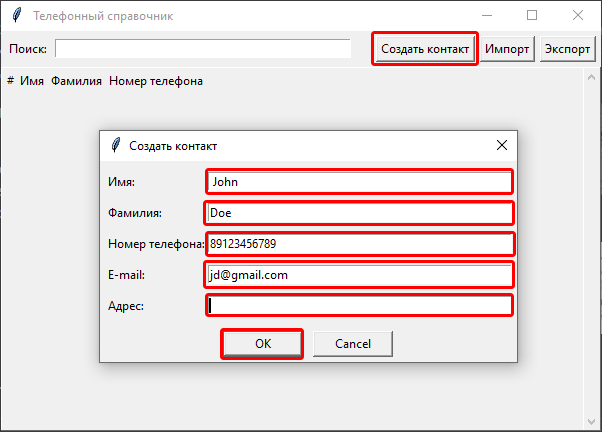 Телефонный справочник
Поиск: Создать контакт Импорт Экспорт
# Имя Фамилия Номер телефона
Создать контакт
Имя: John
Фамилия: Doe
Номер телефона: 89123456789
E-mail: jd@gmail.com
Адрес:
OK Cancel